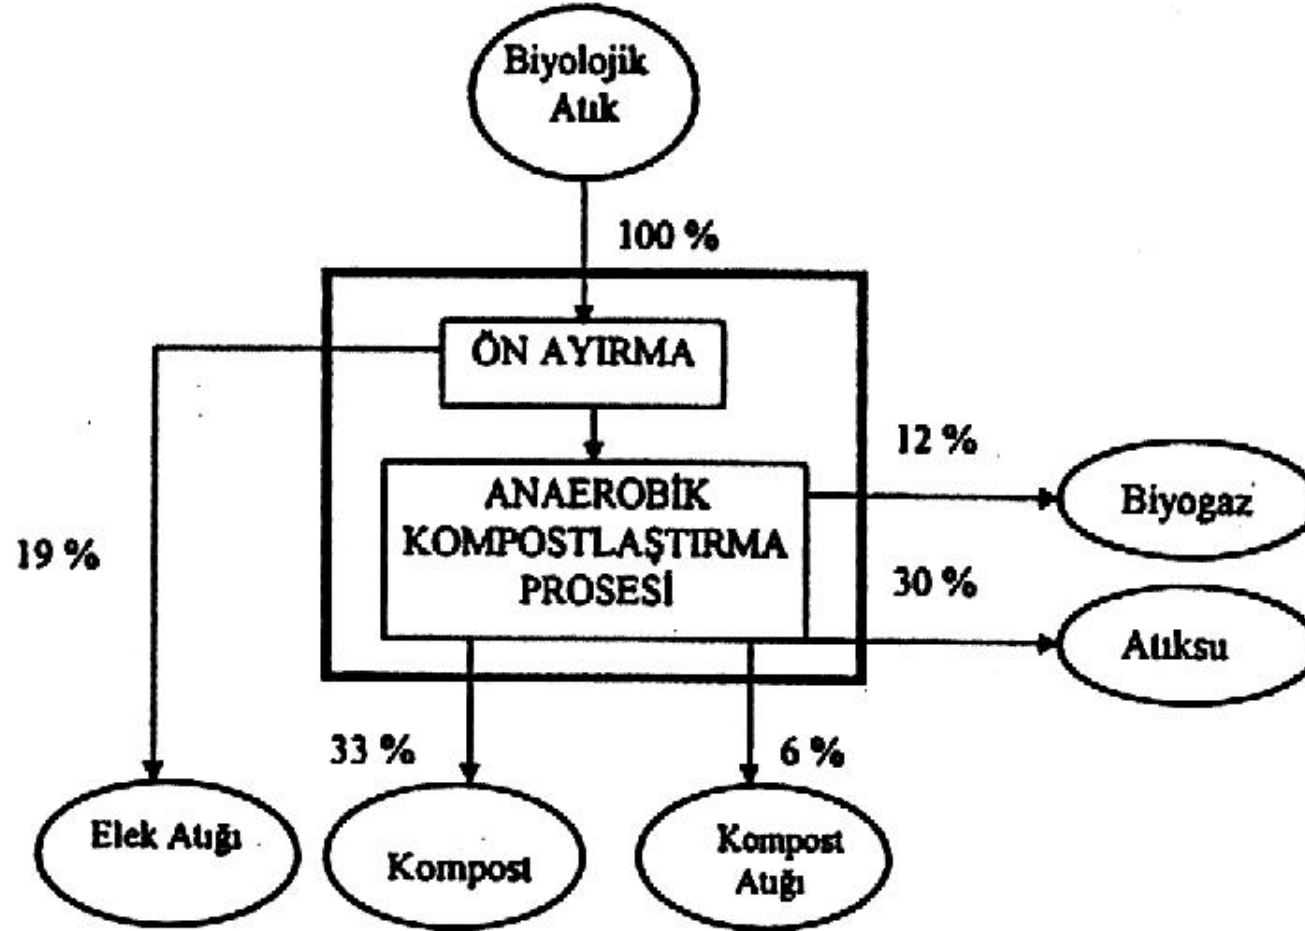 Biyolojik
Atık
100 %
ÖN AYIRMA
12 %
ANAEROBİK
KOMPOSTLAŞTIRMA
PROSESİ
Biyogaz
19 %
30 %
Atıksu
33 %
6 %
Elek Atığı
Kompost
Kompost
Atığı